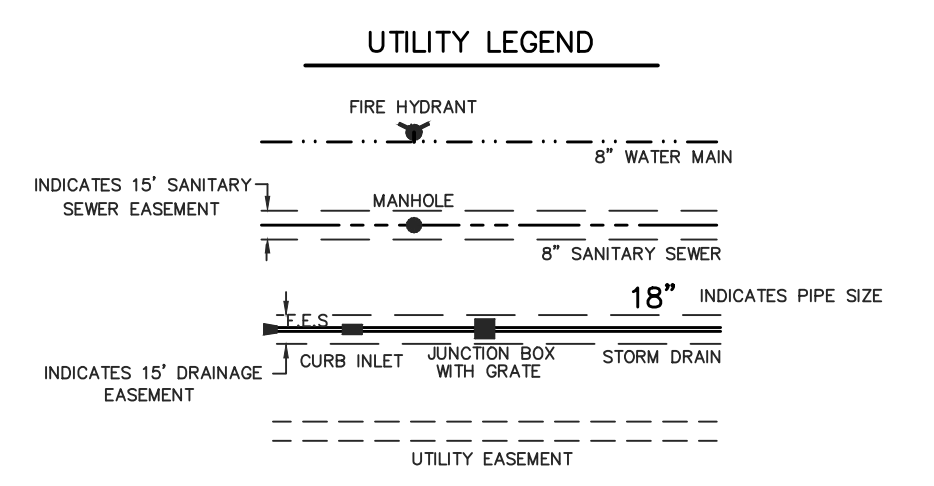 UTILITY LEGEND
FIRE HYDRANT
8" WATER MAIN
INDICATES 15' SANITARY
SEWER EASEMENT
MANHOLE
8" SANITARY SEWER
18" INDICATES PIPE SIZE
F.E.S
CURB INLET
JUNCTION BOX
WITH GRATE
STORM DRAIN
INDICATES 15' DRAINAGE
EASEMENT
UTILITY EASEMENT